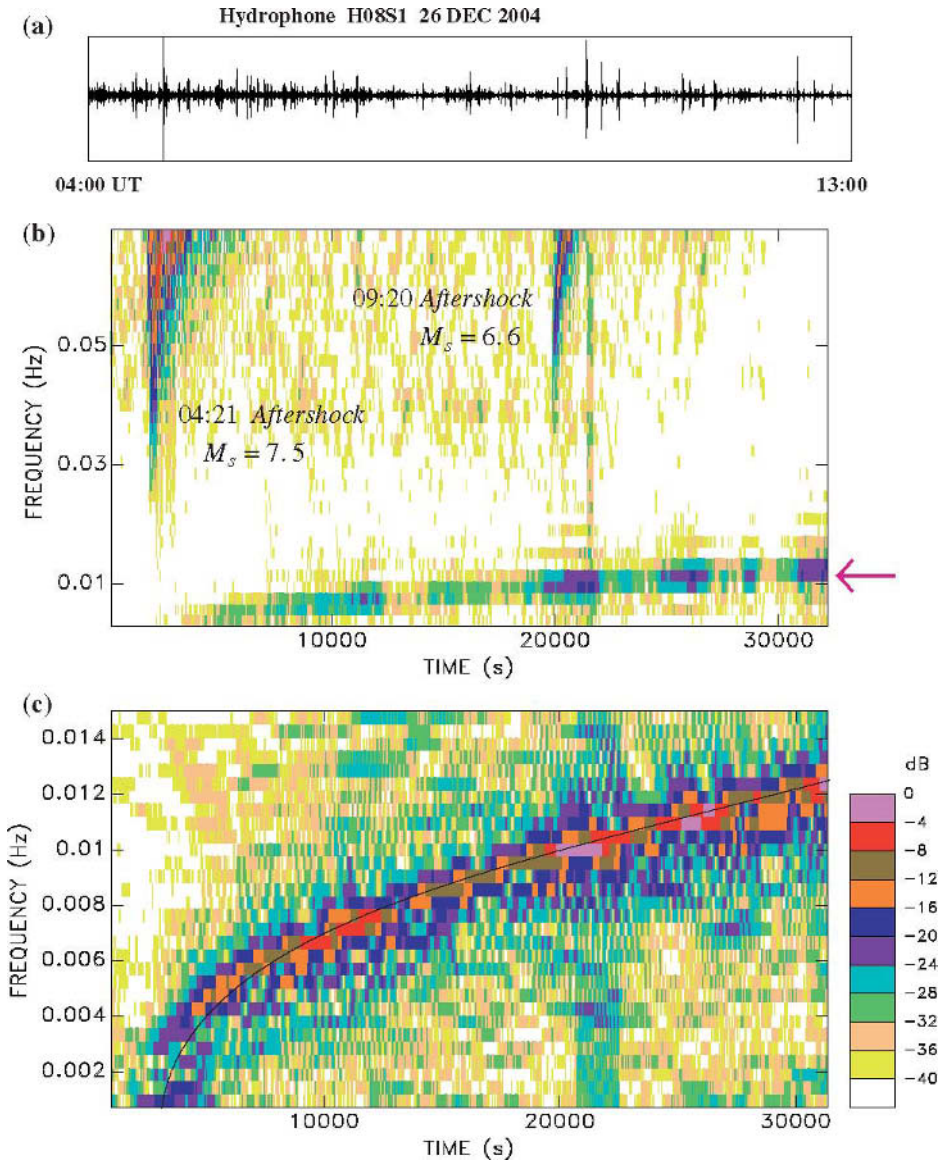 (a)
Hydrophone H08S1 26 DEC 2004
04:00 UT 13:00
(b)
09:20 Aftershock
Ms = 6.6
04:21 Aftershock
Ms = 7.5
0.05
0.03
0.01
FREQUENCY (Hz)
10000 20000 30000
TIME (s)
(c)
0.014
0.012
0.01
0.008
0.006
0.004
0.002
FREQUENCY (Hz)
10000 20000 30000
TIME (s)
dB
0
−4
−8
−12
−16
−20
−24
−28
−32
−36
−40